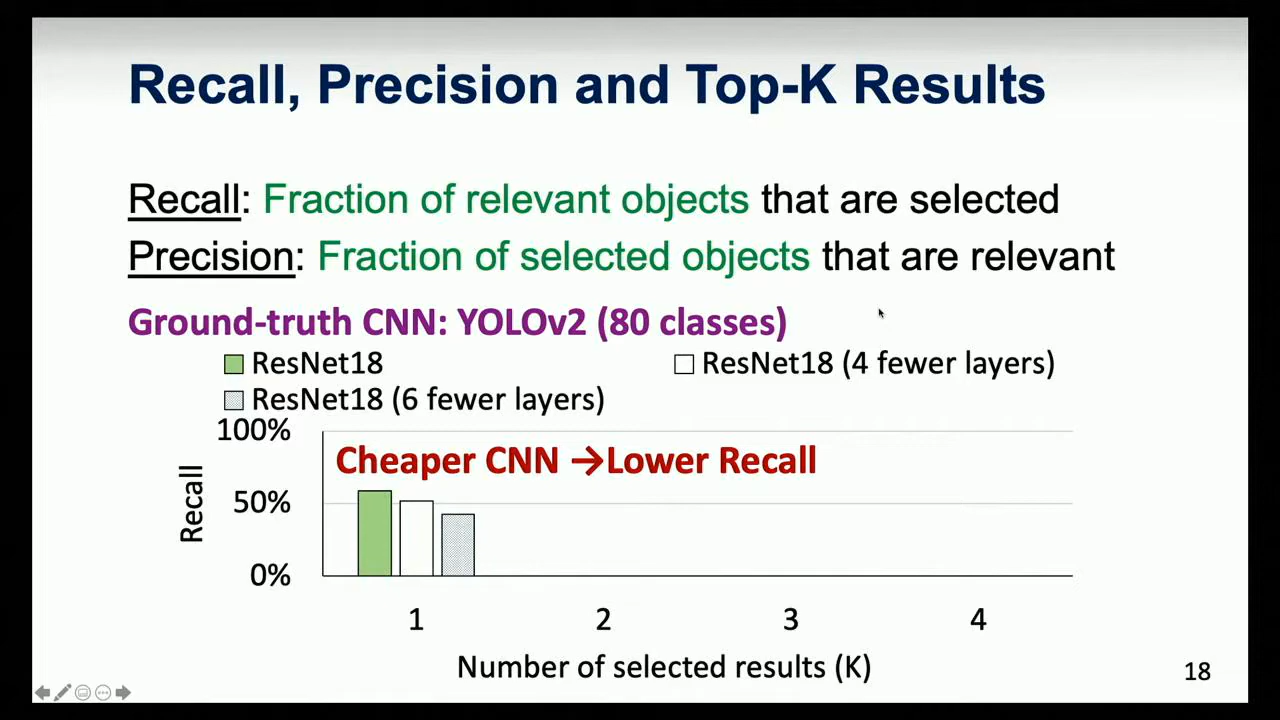 Recall, Precision and Top-K Results
Recall: Fraction of relevant objects that are selected
Precision: Fraction of selected objects that are relevant
Ground-truth CNN: YOLOv2 (80 classes)
ResNet18
ResNet18 (4 fewer layers)
ResNet18 (6 fewer layers)
100%
Cheaper CNN →Lower Recall
Recall
50%
0%
1 2 3 4
Number of selected results (K)
18